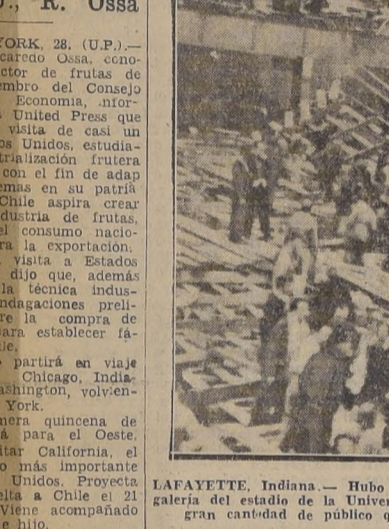 J., R. Ossa
YORK, 28. (U.P.).—
caredo Ossa, cono-
ctor de frutas de
embro del Consejo
Economía, infor-
United Press que
visita de casi un
os Unidos, estudia-
trialización frutera
con el fin de adap
emas en su patria
Chile aspira crear
dustria de frutas,
el consumo nacio-
ra la exportación.
visita a Estados
dijo que, además
la técnica indus-
ndagaciones preli-
re la compra de
para establecer fá-
le.
partirá en viaje
Chicago, India-
ashington, volvien-
York.
mera quincena de
á para el Oeste.
itar California, el
o más importante
Unidos. Proyecta
elta a Chile el 21
Viene acompañado
e hijo.
LAFAYETTE, Indiana.— Hubo
galería del estadio de la Univer
gran cantidad de público q